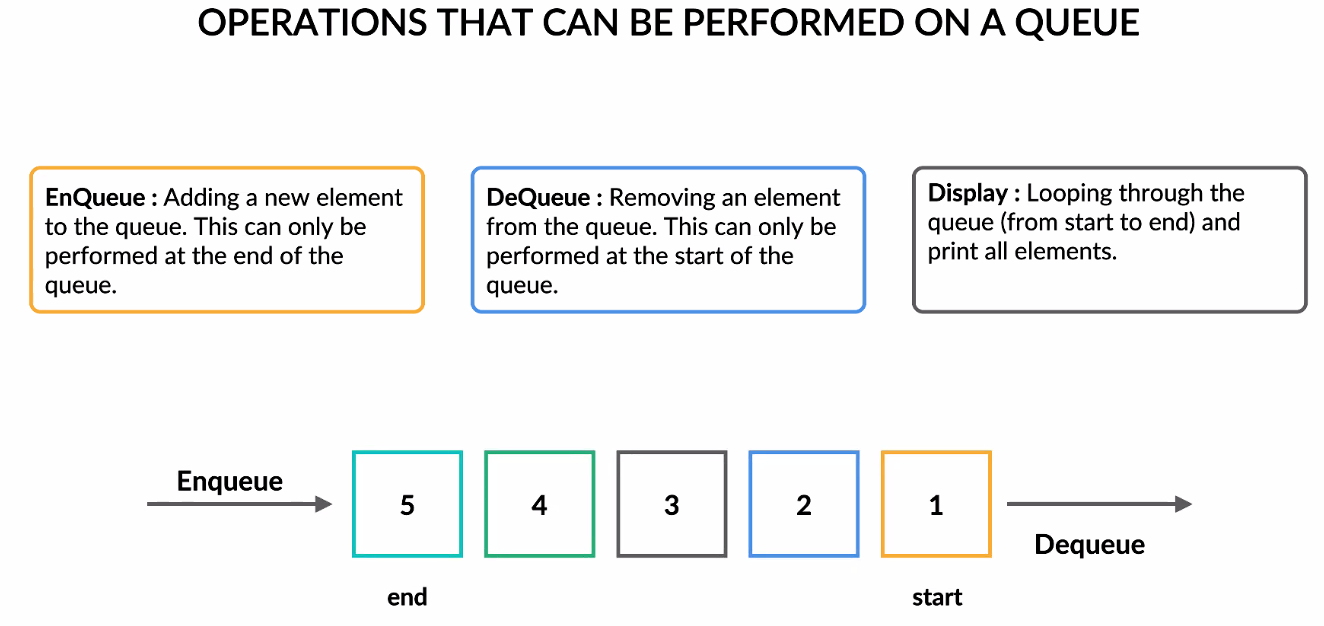 OPERATIONS THAT CAN BE PERFORMED ON A QUEUE
EnQueue : Adding a new element
to the queue. This can only be
performed at the end of the
queue.
DeQueue : Removing an element
from the queue. This can only be
performed at the start of the
queue.
Display : Looping through the
queue (from start to end) and
print all elements.
Enqueue
5 4 3 2 1
Dequeue
end start